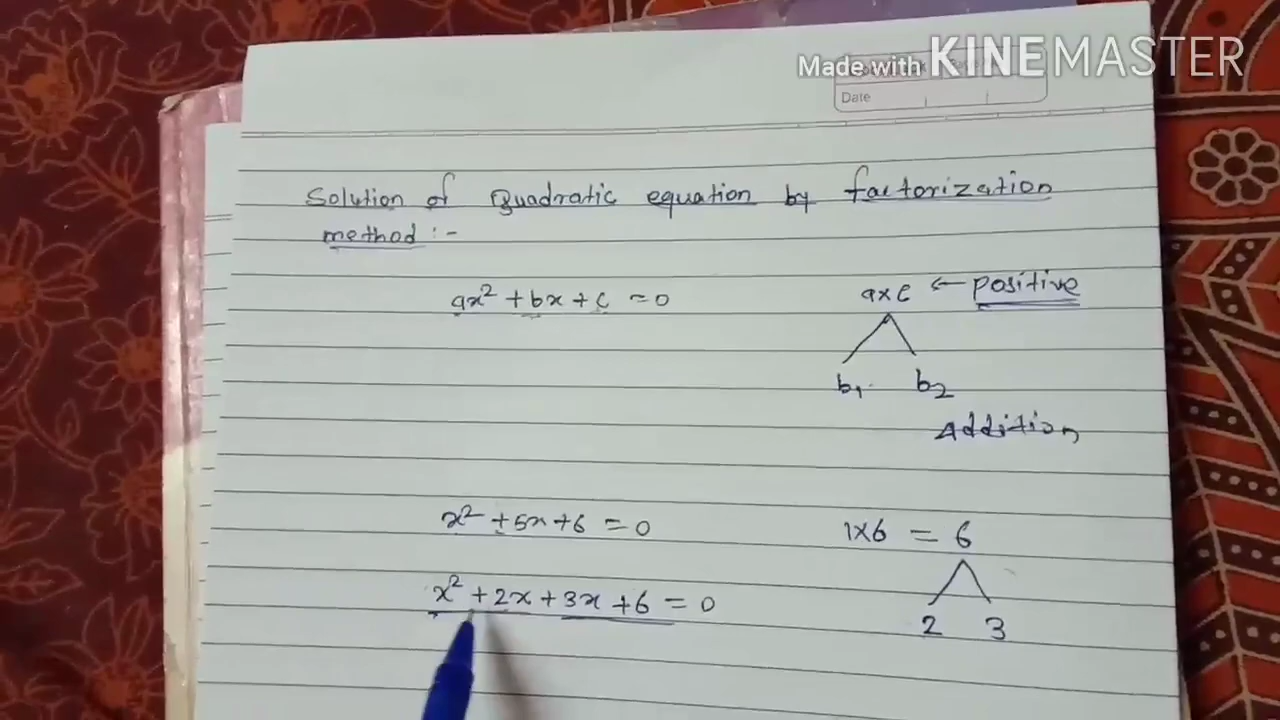 Made with KINEMASTER
Date
Solution of Quadratic equation by factorization
method :-
ax² + bx + c = 0
a×c ← positive
b₁ b₂
Addition
x² + 5x + 6 = 0
1×6 = 6
x² + 2x + 3x + 6 = 0
2 3